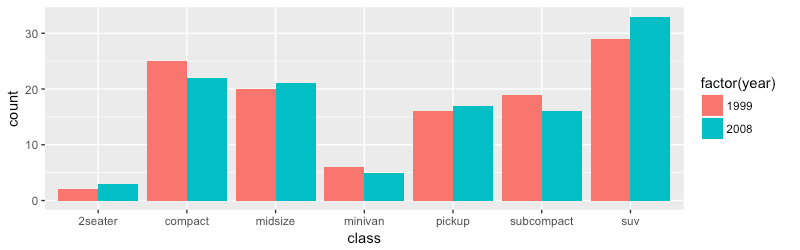 30
20
10
0
count
2seater compact midsize minivan pickup subcompact suv
class
factor(year)
1999
2008